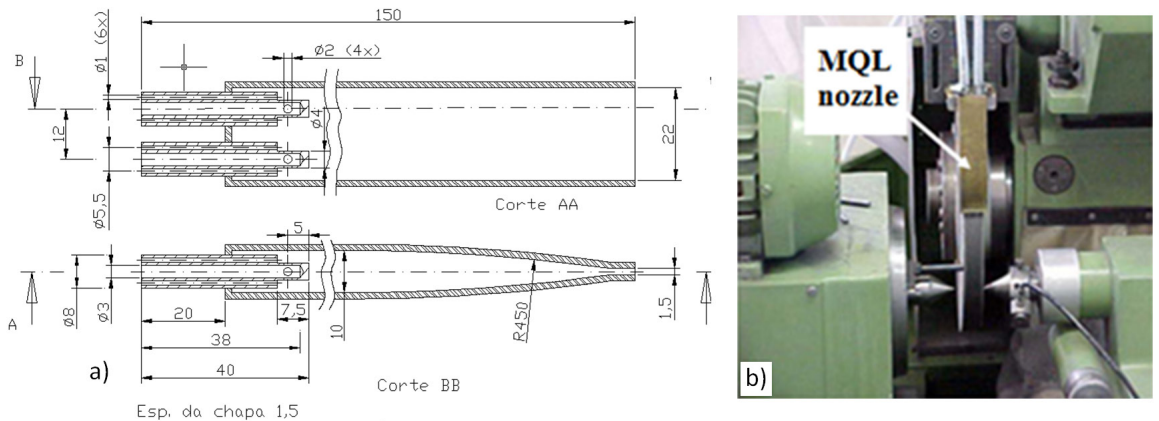 150
Ø1 (6x)
Ø2 (4x)
B
12
Ø4
22
Ø5,5
Corte AA
5
A
Ø8
Ø3
20
7,5
10
R450
1,5
38
40
a)
Corte BB
Esp. da chapa 1,5
MQL
nozzle
b)